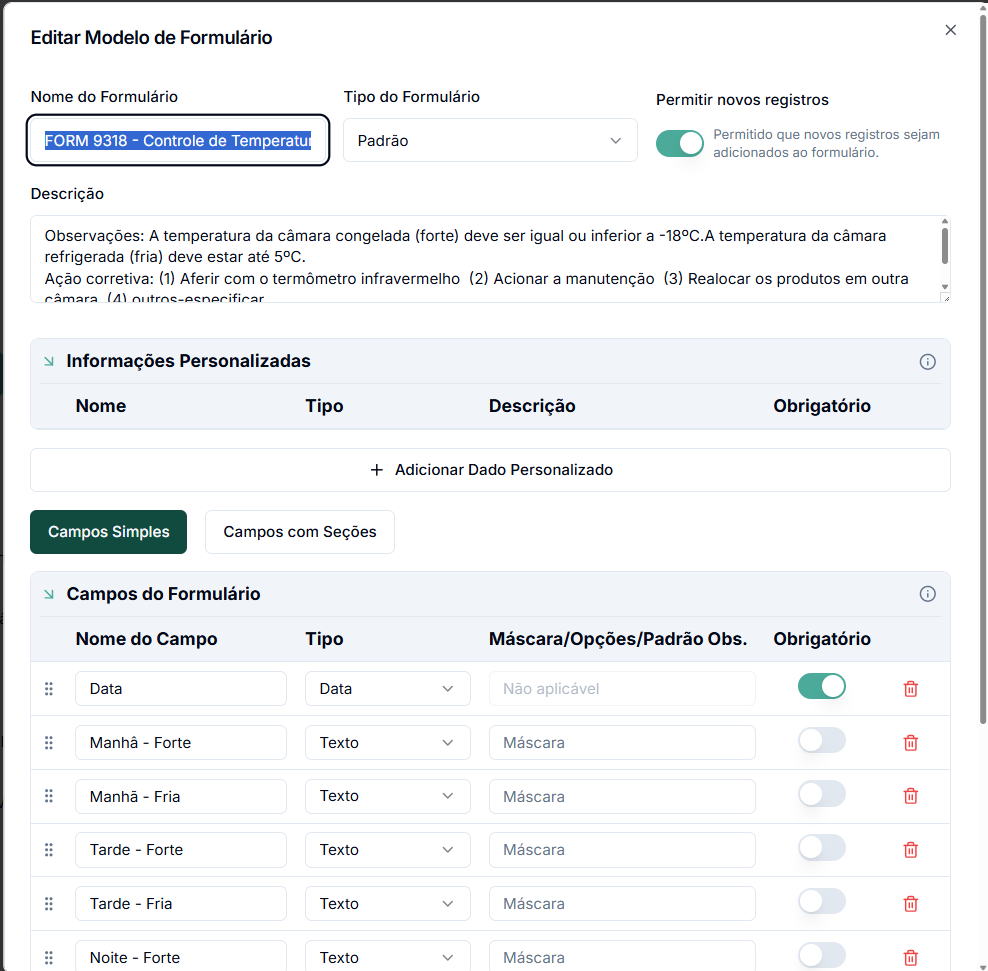 Editar Modelo de Formulário
Nome do Formulário
Tipo do Formulário
Permitir novos registros
FORM 9318 - Controle de Temperatur
Padrão
Permitido que novos registros sejam
adicionados ao formulário.
Descrição
Observações: A temperatura da câmara congelada (forte) deve ser igual ou inferior a -18ºC.A temperatura da câmara
refrigerada (fria) deve estar até 5ºC.
Ação corretiva: (1) Aferir com o termômetro infravermelho  (2) Acionar a manutenção  (3) Realocar os produtos em outra
câmara  (4) outros-especificar
Informações Personalizadas
Nome Tipo Descrição Obrigatório
+ Adicionar Dado Personalizado
Campos Simples
Campos com Seções
Campos do Formulário
Nome do Campo Tipo Máscara/Opções/Padrão Obs. Obrigatório
Data Data Não aplicável
Manhâ - Forte Texto Máscara
Manhã - Fria Texto Máscara
Tarde - Forte Texto Máscara
Tarde - Fria Texto Máscara
Noite - Forte Texto Máscara